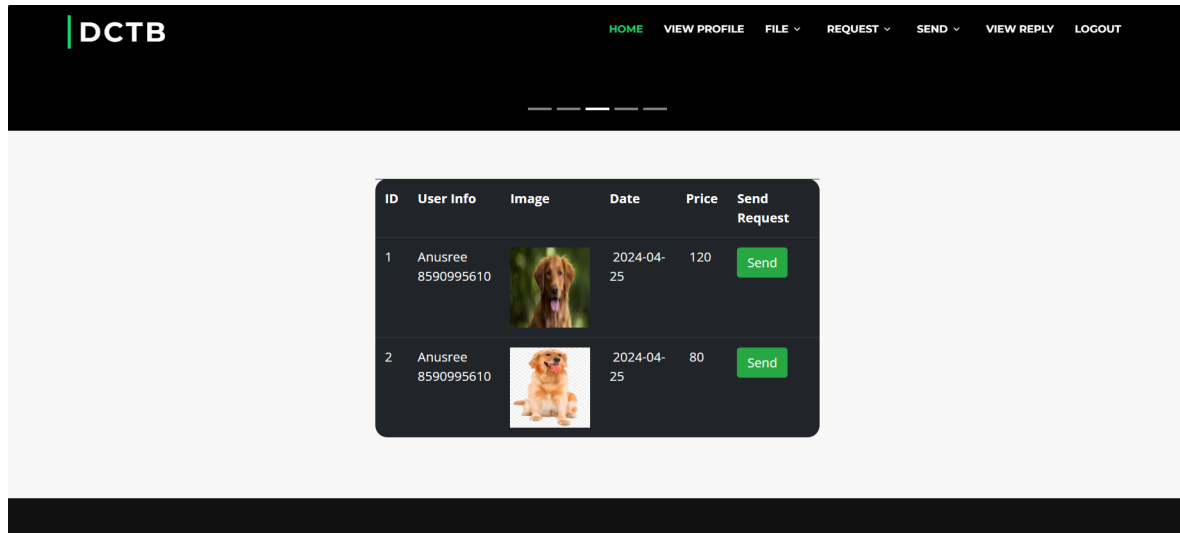 DCTB
HOME VIEW PROFILE FILE REQUEST SEND VIEW REPLY LOGOUT
ID User Info Image Date Price Send
Request
1 Anusree 2024-04- 120 Send
8590995610 25
2 Anusree 2024-04- 80 Send
8590995610 25